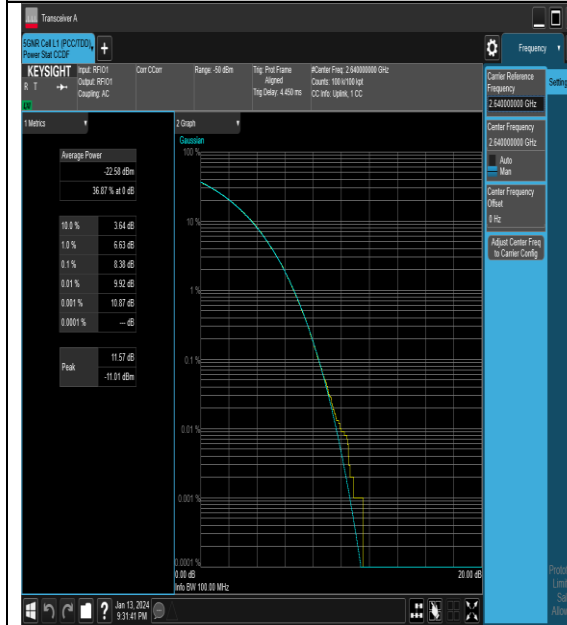 Transceiver A
5GNR Cell L1 (PCC/TDD),
Power Stat CCDF
Frequency
KEYSIGHT
R T
LV
Input: RFIO1
Output: RFIO1
Coupling: AC
Corr CCorr
Range: -50 dBm
Trig: Prot Frame
Aligned
Trig Delay: 4.450 ms
#Center Freq: 2.640000000 GHz
Counts: 100 k/100 kpt
CC Info: Uplink, 1 CC
1 Metrics
Average Power
-22.58 dBm
36.87 % at 0 dB
10.0 % 3.64 dB
1.0 % 6.63 dB
0.1 % 8.38 dB
0.01 % 9.92 dB
0.001 % 10.87 dB
0.0001 % --- dB
Peak
11.57 dB
-11.01 dBm
2 Graph
Gaussian
100 %
10 %
1 %
0.1 %
0.01 %
0.001 %
0.0001 %
0.00 dB
20.00 dB
Info BW 100.00 MHz
Carrier Reference
Frequency
2.640000000 GHz
Center Frequency
2.640000000 GHz
Auto
Man
Center Frequency
Offset
0 Hz
Adjust Center Freq
to Carrier Config
Jan 13, 2024
9:31:41 PM